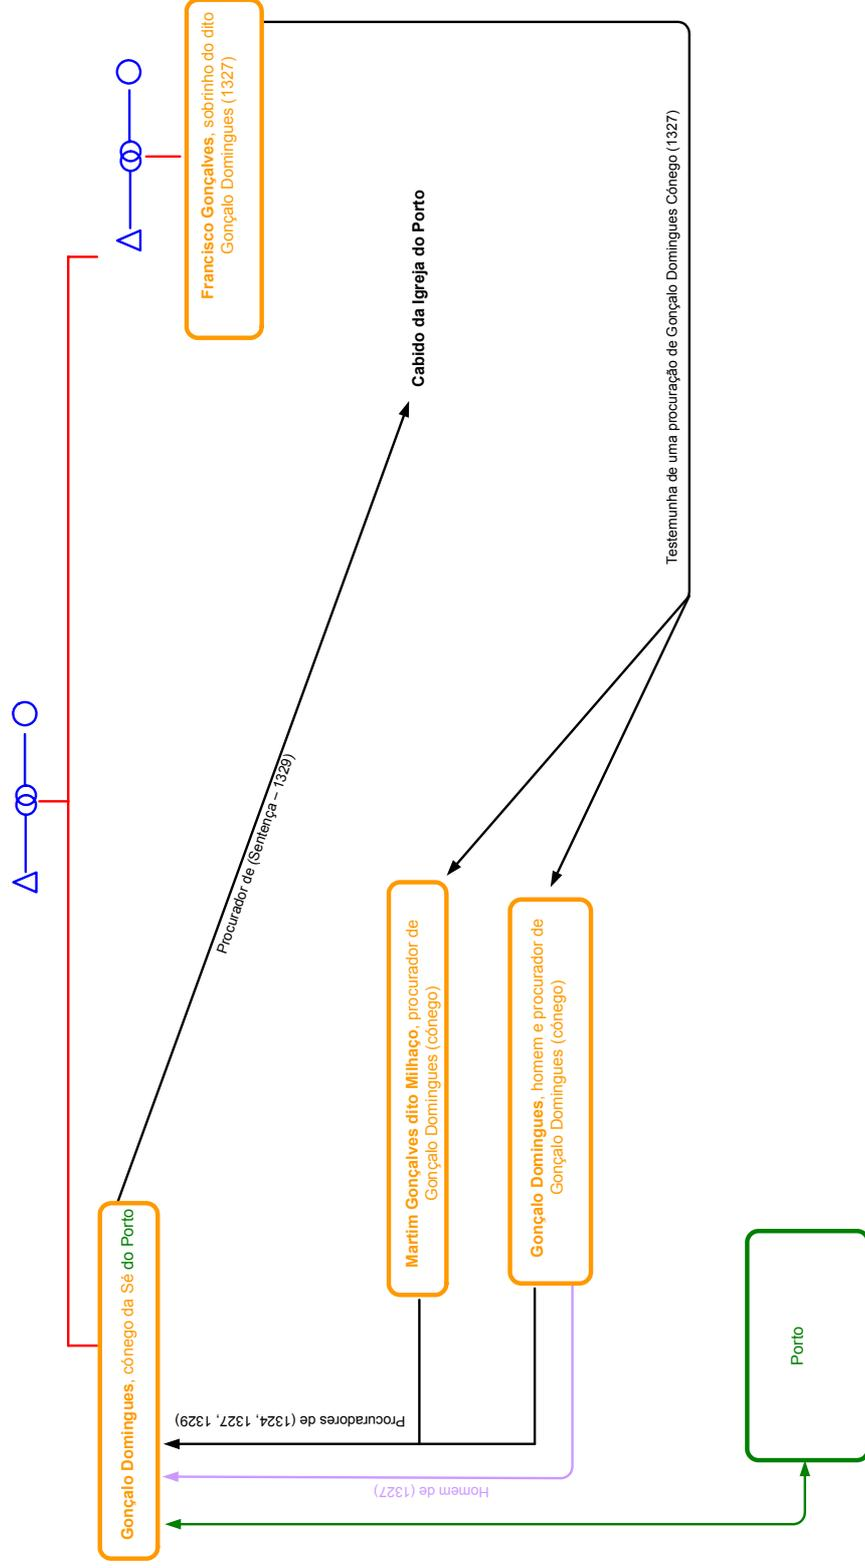 Gonçalo Domingues, cónego da Sé do Porto
Francisco Gonçalves, sobrinho do dito
Gonçalo Domingues (1327)
Procurador de (Sentença – 1329)
Cabido da Igreja do Porto
Martim Gonçalves dito Milhaço, procurador de
Gonçalo Domingues (cónego)
Gonçalo Domingues, homem e procurador de
Gonçalo Domingues (cónego)
Procuradores de (1324, 1327, 1329)
Homem de (1327)
Testemunha de uma procuração de Gonçalo Domingues Cónego (1327)
Porto